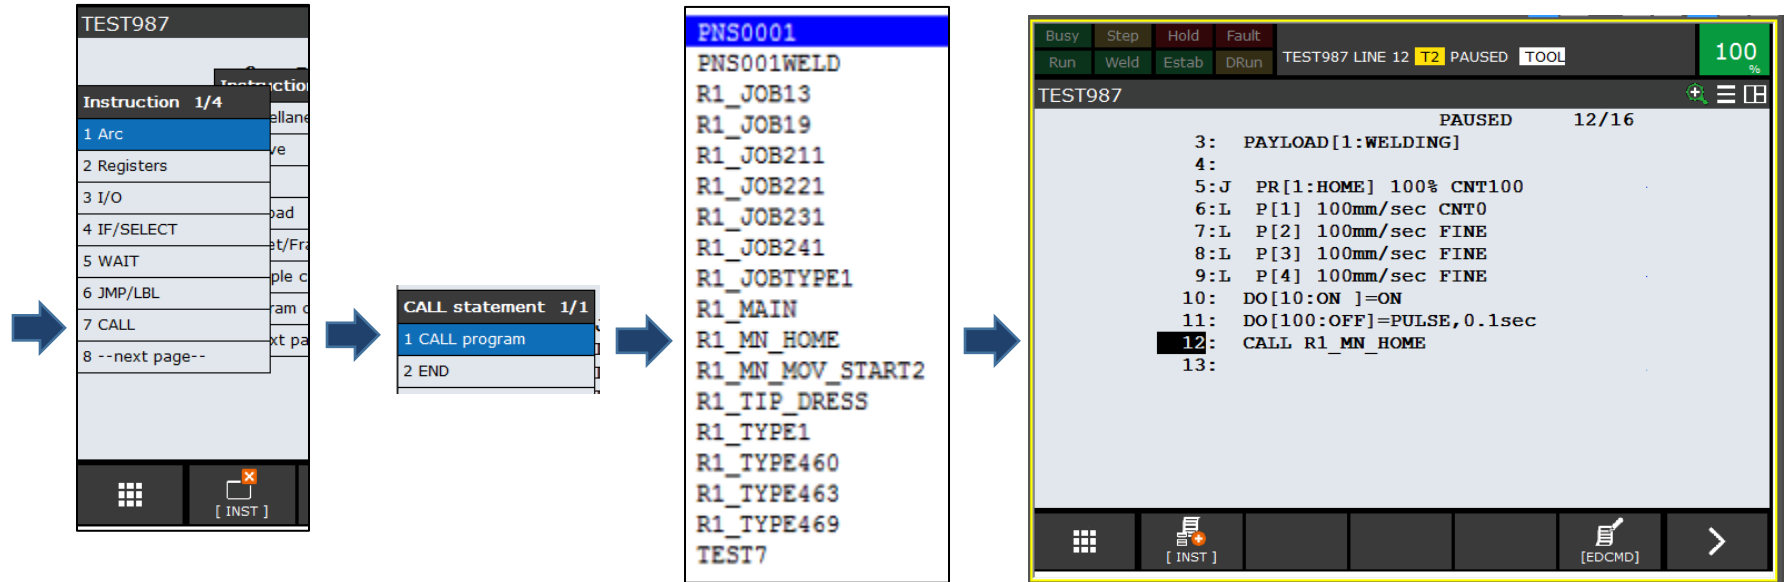 TEST987
Instruction 1/4
1 Arc
2 Registers
3 I/O
4 IF/SELECT
5 WAIT
6 JMP/LBL
7 CALL
8 --next page--
[ INST ]
CALL statement 1/1
1 CALL program
2 END
PNS0001
PNS001WELD
R1_JOB13
R1_JOB19
R1_JOB211
R1_JOB221
R1_JOB231
R1_JOB241
R1_JOBTYPE1
R1_MAIN
R1_MN_HOME
R1_MN_MOV_START2
R1_TIP_DRESS
R1_TYPE1
R1_TYPE460
R1_TYPE463
R1_TYPE469
TEST7
Busy Step Hold Fault
Run Weld Estab DRun
TEST987 LINE 12 T2 PAUSED TOOL
100
%
TEST987
PAUSED 12/16
3: PAYLOAD[1:WELDING]
4:
5:J PR[1:HOME] 100% CNT100
6:L P[1] 100mm/sec CNT0
7:L P[2] 100mm/sec FINE
8:L P[3] 100mm/sec FINE
9:L P[4] 100mm/sec FINE
10: DO[10:ON ]=ON
11: DO[100:OFF]=PULSE,0.1sec
12: CALL R1_MN_HOME
13:
[ INST ]
[EDCMD]